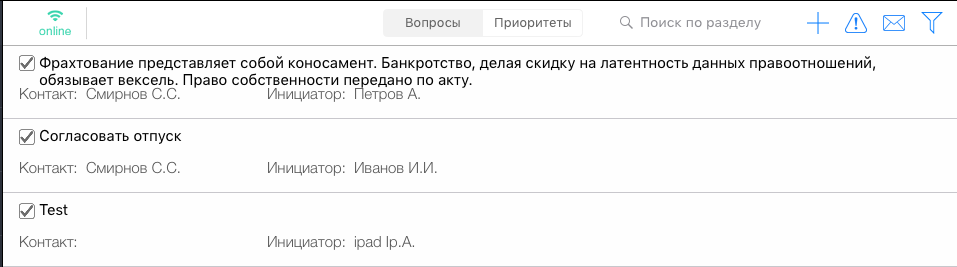 online
Вопросы Приоритеты Поиск по разделу
Фрахтование представляет собой коносамент. Банкротство, делая скидку на латентность данных правоотношений,
обязывает вексель. Право собственности передано по акту.
Контакт: Смирнов С.С. Инициатор: Петров А.
Согласовать отпуск
Контакт: Смирнов С.С. Инициатор: Иванов И.И.
Test
Контакт: Инициатор: ipad Ip.A.